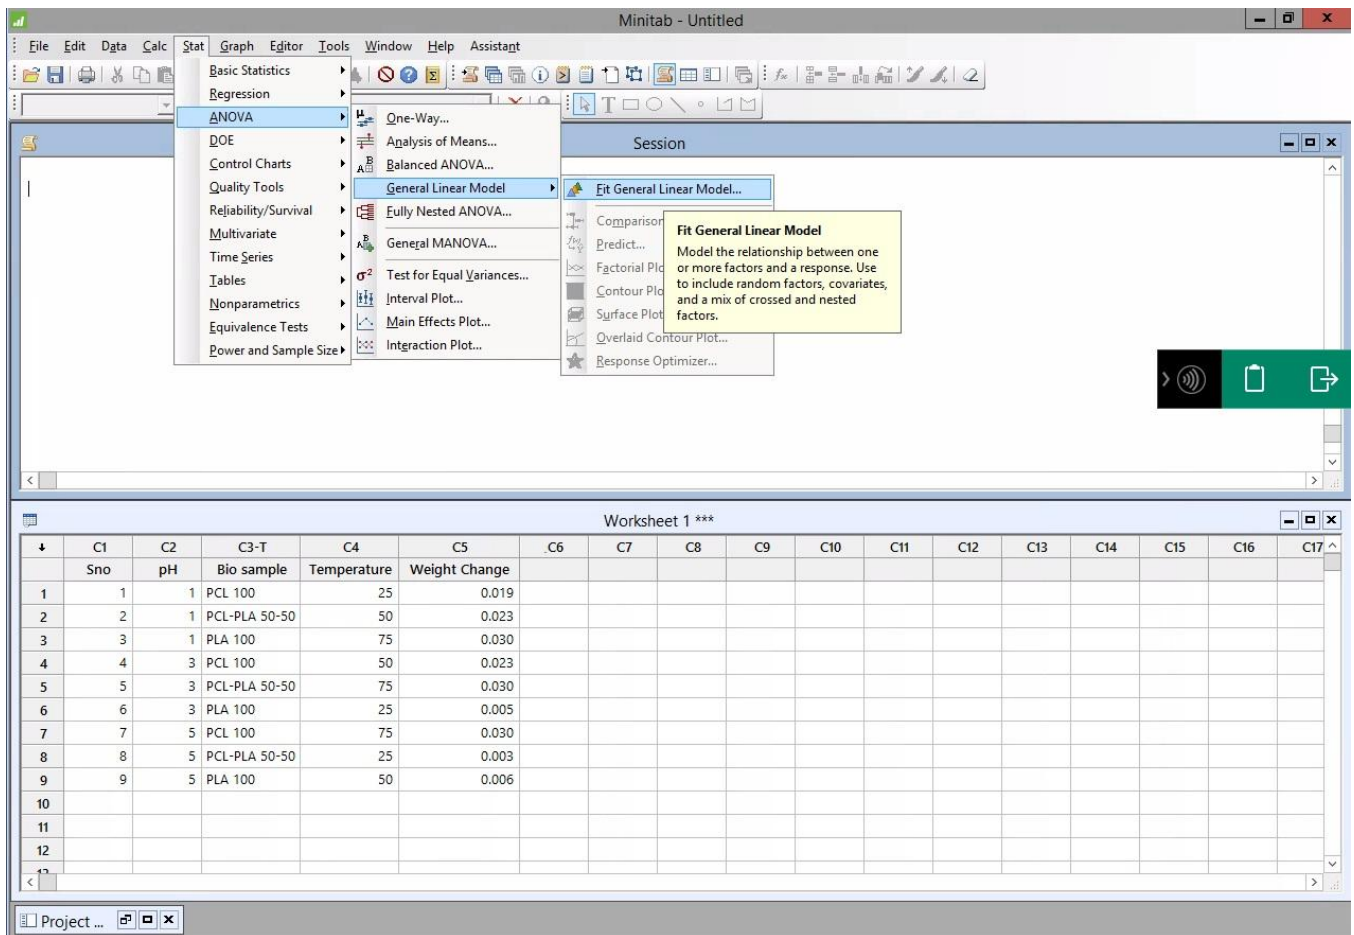 Minitab - Untitled
File Edit Data Calc Stat Graph Editor Tools Window Help Assistant
Basic Statistics
Regression
ANOVA
DOE
Control Charts
Quality Tools
Reliability/Survival
Multivariate
Time Series
Tables
Nonparametrics
Equivalence Tests
Power and Sample Size
One-Way...
Analysis of Means...
Balanced ANOVA...
General Linear Model
Fully Nested ANOVA...
General MANOVA...
Test for Equal Variances...
Interval Plot...
Main Effects Plot...
Interaction Plot...
Session
Fit General Linear Model...
Comparison
Predict...
Factorial Plo
Contour Plo
Surface Plot
Overlaid Contour Plot...
Response Optimizer...
Fit General Linear Model
Model the relationship between one
or more factors and a response. Use
to include random factors, covariates,
and a mix of crossed and nested
factors.
Worksheet 1 ***
C1 C2 C3-T C4 C5 C6 C7 C8 C9 C10 C11 C12 C13 C14 C15 C16 C17
Sno pH Bio sample Temperature Weight Change
1 1 1 PCL 100 25 0.019
2 2 1 PCL-PLA 50-50 50 0.023
3 3 1 PLA 100 75 0.030
4 4 3 PCL 100 50 0.023
5 5 3 PCL-PLA 50-50 75 0.030
6 6 3 PLA 100 25 0.005
7 7 5 PCL 100 75 0.030
8 8 5 PCL-PLA 50-50 25 0.003
9 9 5 PLA 100 50 0.006
10
11
12
Project ...